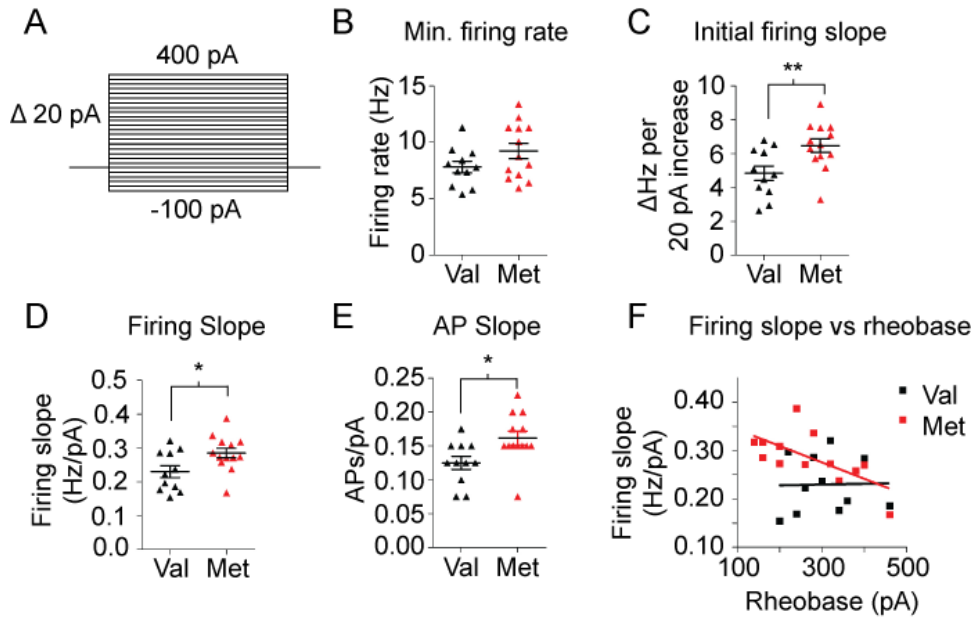 A
400 pA
Δ 20 pA
-100 pA
B
Min. firing rate
Firing rate (Hz)
15
10
5
0
Val Met
C
Initial firing slope
ΔHz per
20 pA increase
**
10
8
6
4
2
0
Val Met
D
Firing Slope
Firing slope
(Hz/pA)
*
0.5
0.4
0.3
0.2
0.1
0.0
Val Met
E
AP Slope
APs/pA
*
0.25
0.20
0.15
0.10
0.05
0.00
Val Met
F
Firing slope vs rheobase
Firing slope
(Hz/pA)
Val
Met
0.40
0.30
0.20
0.10
100 300 500
Rheobase (pA)